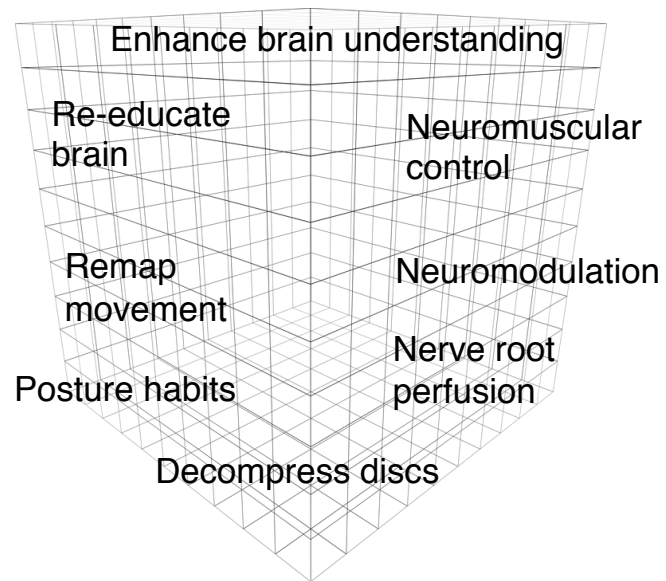 Enhance brain understanding
Re-educate
brain
Neuromuscular
control
Remap
movement
Neuromodulation
Nerve root
perfusion
Posture habits
Decompress discs